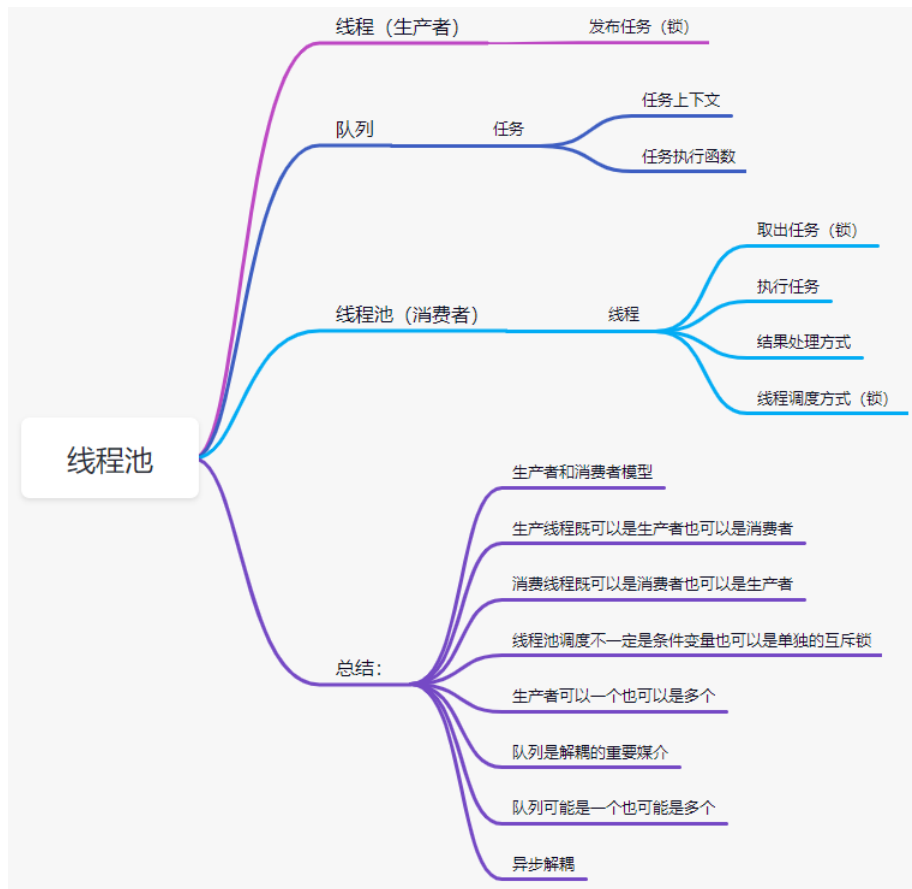 线程（生产者）
发布任务（锁）
任务上下文
队列
任务
任务执行函数
取出任务（锁）
执行任务
线程池（消费者）
线程
结果处理方式
线程调度方式（锁）
线程池
生产者和消费者模型
生产线程既可以是生产者也可以是消费者
消费线程既可以是消费者也可以是生产者
线程池调度不一定是条件变量也可以是单独的互斥锁
总结：
生产者可以一个也可以是多个
队列是解耦的重要媒介
队列可能是一个也可能是多个
异步解耦